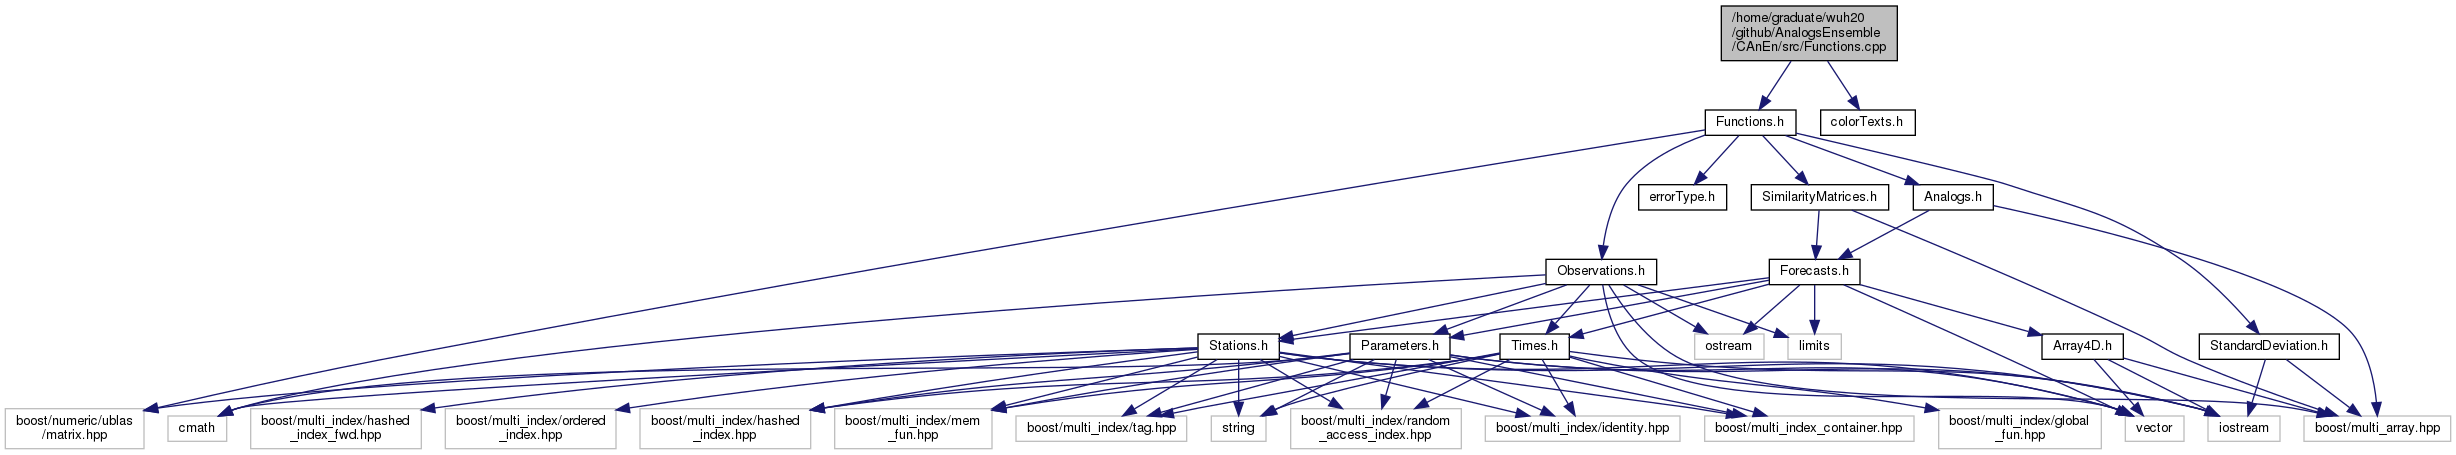 /home/graduate/wuh20
/github/AnalogsEnsemble
/CAnEn/src/Functions.cpp
Functions.h
colorTexts.h
errorType.h
SimilarityMatrices.h
Analogs.h
Observations.h
Forecasts.h
Stations.h
Parameters.h
Times.h
ostream
limits
Array4D.h
StandardDeviation.h
boost/numeric/ublas
/matrix.hpp
cmath
boost/multi_index/hashed
_index_fwd.hpp
boost/multi_index/ordered
_index.hpp
boost/multi_index/hashed
_index.hpp
boost/multi_index/mem
_fun.hpp
boost/multi_index/tag.hpp
string
boost/multi_index/random
_access_index.hpp
boost/multi_index/identity.hpp
boost/multi_index_container.hpp
boost/multi_index/global
_fun.hpp
vector
iostream
boost/multi_array.hpp